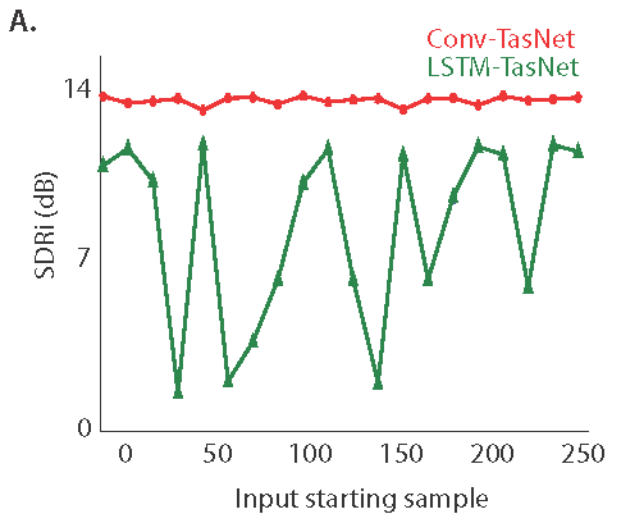 A.
Conv-TasNet
LSTM-TasNet
14
7
0
SDRi (dB)
0 50 100 150 200 250
Input starting sample